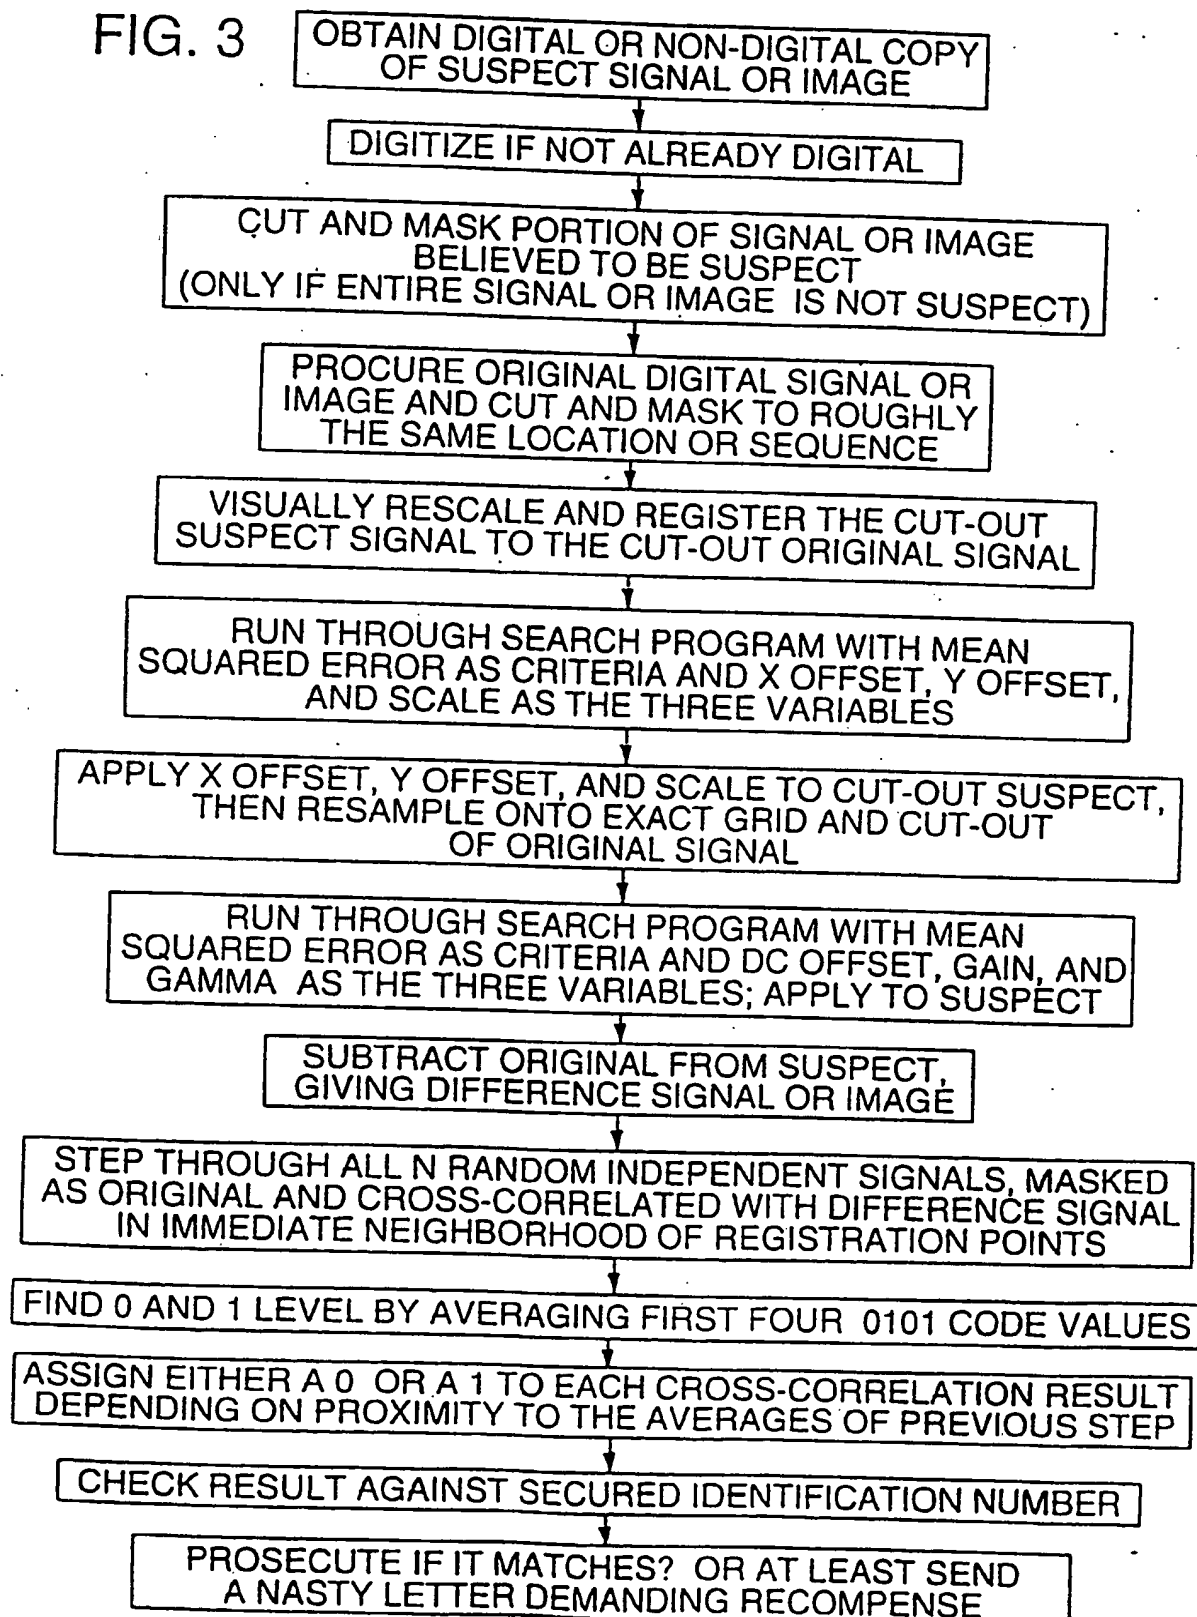 FIG. 3
OBTAIN DIGITAL OR NON-DIGITAL COPY
OF SUSPECT SIGNAL OR IMAGE
DIGITIZE IF NOT ALREADY DIGITAL
CUT AND MASK PORTION OF SIGNAL OR IMAGE
BELIEVED TO BE SUSPECT
(ONLY IF ENTIRE SIGNAL OR IMAGE IS NOT SUSPECT)
PROCURE ORIGINAL DIGITAL SIGNAL OR
IMAGE AND CUT AND MASK TO ROUGHLY
THE SAME LOCATION OR SEQUENCE
VISUALLY RESCALE AND REGISTER THE CUT-OUT
SUSPECT SIGNAL TO THE CUT-OUT ORIGINAL SIGNAL
RUN THROUGH SEARCH PROGRAM WITH MEAN
SQUARED ERROR AS CRITERIA AND X OFFSET, Y OFFSET,
AND SCALE AS THE THREE VARIABLES
APPLY X OFFSET, Y OFFSET, AND SCALE TO CUT-OUT SUSPECT,
THEN RESAMPLE ONTO EXACT GRID AND CUT-OUT
OF ORIGINAL SIGNAL
RUN THROUGH SEARCH PROGRAM WITH MEAN
SQUARED ERROR AS CRITERIA AND DC OFFSET, GAIN, AND
GAMMA AS THE THREE VARIABLES; APPLY TO SUSPECT
SUBTRACT ORIGINAL FROM SUSPECT,
GIVING DIFFERENCE SIGNAL OR IMAGE
STEP THROUGH ALL N RANDOM INDEPENDENT SIGNALS, MASKED
AS ORIGINAL AND CROSS-CORRELATED WITH DIFFERENCE SIGNAL
IN IMMEDIATE NEIGHBORHOOD OF REGISTRATION POINTS
FIND 0 AND 1 LEVEL BY AVERAGING FIRST FOUR 0101 CODE VALUES
ASSIGN EITHER A 0 OR A 1 TO EACH CROSS-CORRELATION RESULT
DEPENDING ON PROXIMITY TO THE AVERAGES OF PREVIOUS STEP
CHECK RESULT AGAINST SECURED IDENTIFICATION NUMBER
PROSECUTE IF IT MATCHES? OR AT LEAST SEND
A NASTY LETTER DEMANDING RECOMPENSE